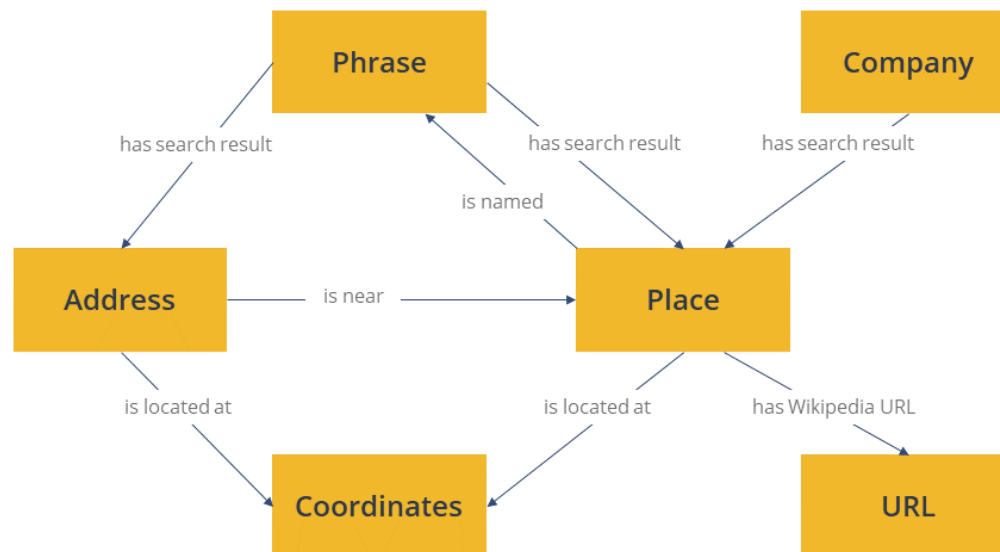 Phrase
Company
has search result
has search result
has search result
is named
Address
is near
Place
is located at
is located at
has Wikipedia URL
Coordinates
URL